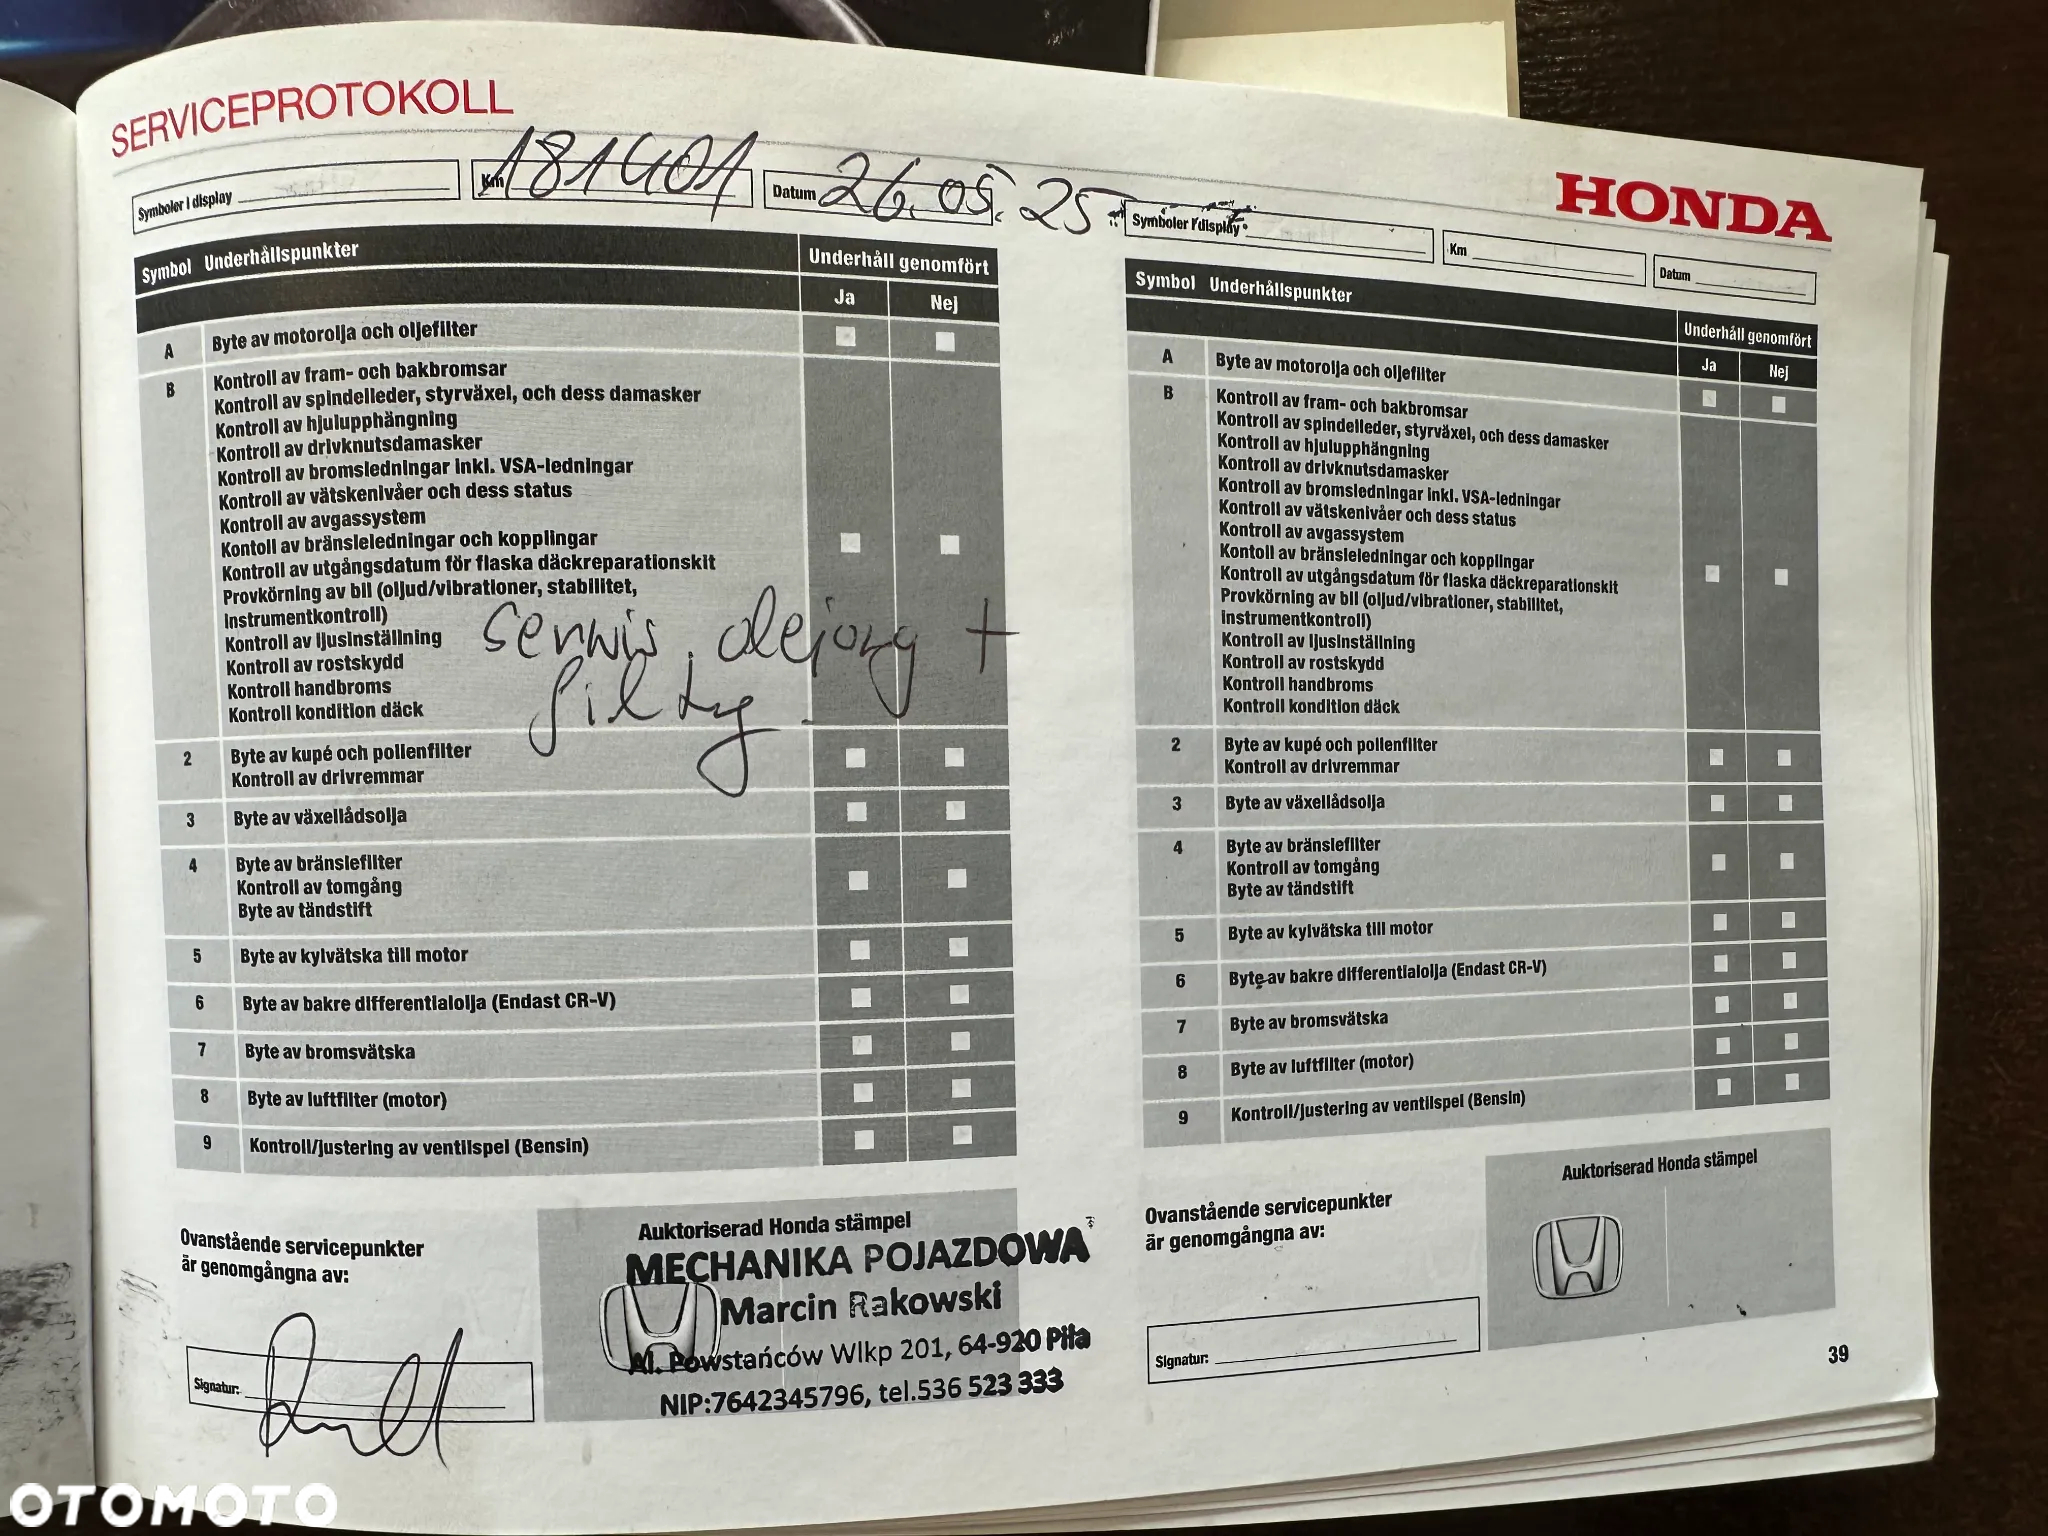 SERVICEPROTOKOLL
HONDA
Symboler i display
Km 181401
Datum 26.05.25
Symbol Underhållspunkter
Underhåll genomfört
Ja Nej
A Byte av motorolja och oljefilter
B Kontroll av fram- och bakbromsar
Kontroll av spindelleder, styrväxel, och dess damasker
Kontroll av hjulupphängning
Kontroll av drivknutsdamasker
Kontroll av bromsledningar inkl. VSA-ledningar
Kontroll av vätskenivåer och dess status
Kontroll av avgassystem
Kontoll av bränsleledningar och kopplingar
Kontroll av utgångsdatum för flaska däckreparationskit
Provkörning av bil (oljud/vibrationer, stabilitet,
instrumentkontroll)
Kontroll av ljusinställning
Kontroll av rostskydd
Kontroll handbroms
Kontroll kondition däck
serwis olejowy +
filtry
2 Byte av kupé och pollenfilter
Kontroll av drivremmar
3 Byte av växellådsolja
4 Byte av bränslefilter
Kontroll av tomgång
Byte av tändstift
5 Byte av kylvätska till motor
6 Byte av bakre differentialolja (Endast CR-V)
7 Byte av bromsvätska
8 Byte av luftfilter (motor)
9 Kontroll/justering av ventilspel (Bensin)
Ovanstående servicepunkter
är genomgångna av:
Signatur:
Auktoriserad Honda stämpel
MECHANIKA POJAZDOWA
Marcin Rakowski
Al. Powstańców Wlkp 201, 64-920 Piła
NIP:7642345796, tel.536 523 333
Symboler i display
Km
Datum
Symbol Underhållspunkter
Underhåll genomfört
Ja Nej
A Byte av motorolja och oljefilter
B Kontroll av fram- och bakbromsar
Kontroll av spindelleder, styrväxel, och dess damasker
Kontroll av hjulupphängning
Kontroll av drivknutsdamasker
Kontroll av bromsledningar inkl. VSA-ledningar
Kontroll av vätskenivåer och dess status
Kontroll av avgassystem
Kontoll av bränsleledningar och kopplingar
Kontroll av utgångsdatum för flaska däckreparationskit
Provkörning av bil (oljud/vibrationer, stabilitet,
instrumentkontroll)
Kontroll av ljusinställning
Kontroll av rostskydd
Kontroll handbroms
Kontroll kondition däck
2 Byte av kupé och pollenfilter
Kontroll av drivremmar
3 Byte av växellådsolja
4 Byte av bränslefilter
Kontroll av tomgång
Byte av tändstift
5 Byte av kylvätska till motor
6 Byte av bakre differentialolja (Endast CR-V)
7 Byte av bromsvätska
8 Byte av luftfilter (motor)
9 Kontroll/justering av ventilspel (Bensin)
Ovanstående servicepunkter
är genomgångna av:
Signatur:
Auktoriserad Honda stämpel
39
OTOMOTO